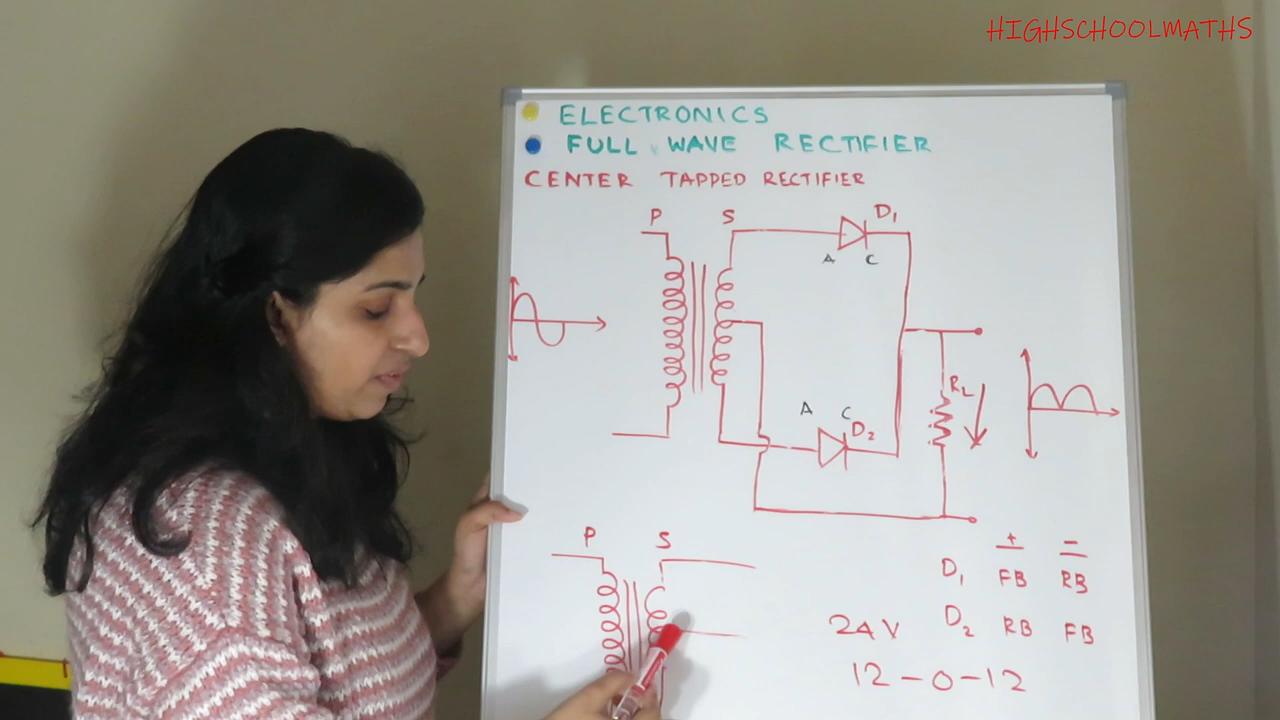 HIGHSCOOLMATHS
ELECTRONICS
FULL WAVE RECTIFIER
CENTER TAPPED RECTIFIER
P S D1
A C
RL
A C
D2
P S
+ -
D1 FB RB
24V D2 RB FB
12-0-12